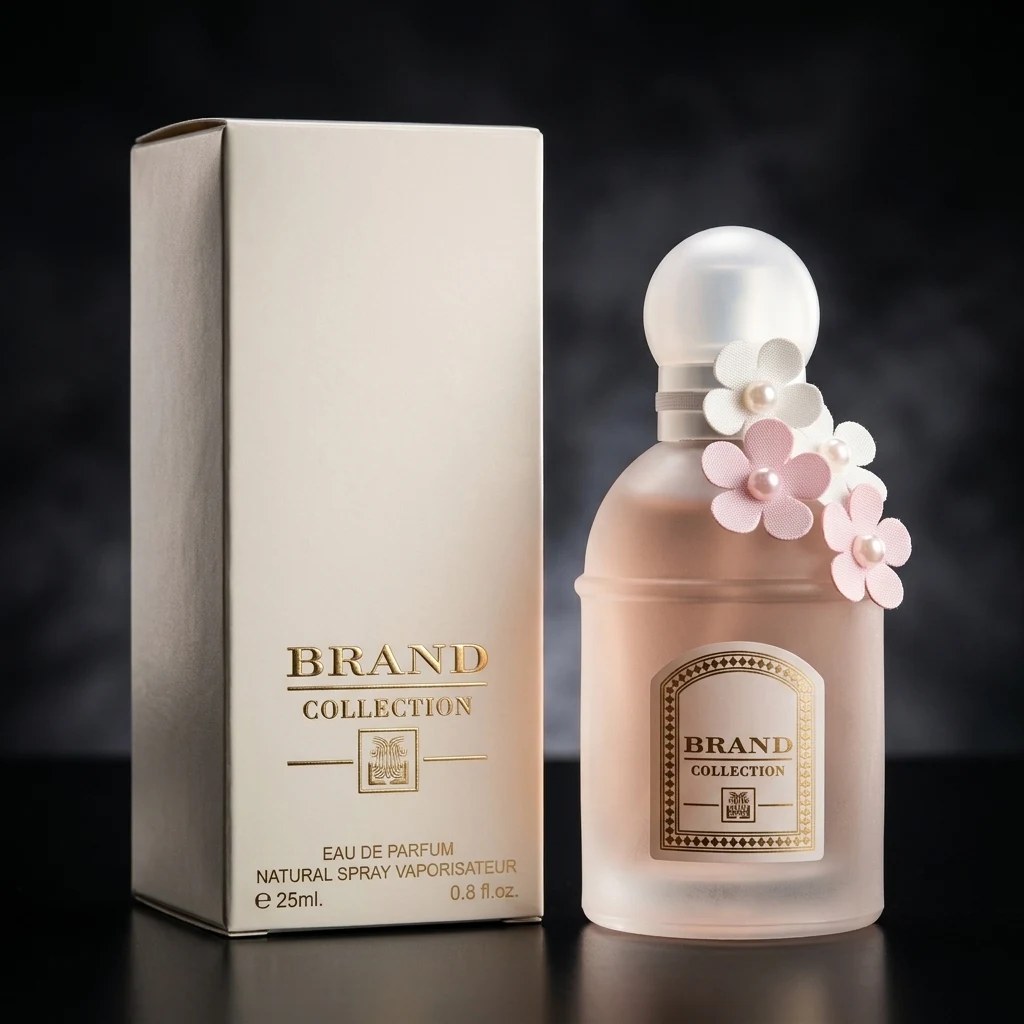 BRAND
COLLECTION
EAU DE PARFUM
NATURAL SPRAY VAPORISATEUR
℮ 25ml.
0.8 fl.oz.
BRAND
COLLECTION